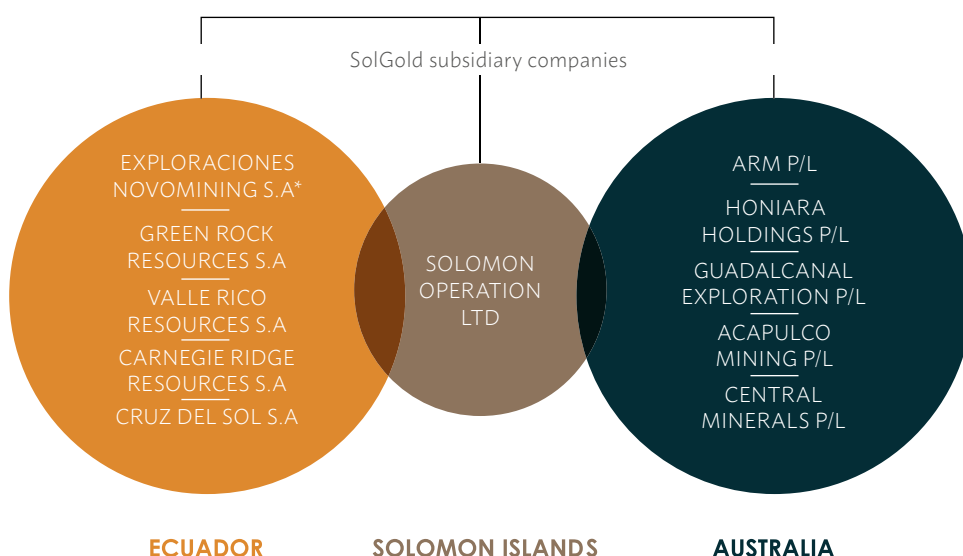 SolGold subsidiary companies
EXPLORACIONES
NOVOMINING S.A*
GREEN ROCK
RESOURCES S.A
VALLE RICO
RESOURCES S.A
CARNEGIE RIDGE
RESOURCES S.A
CRUZ DEL SOL S.A
SOLOMON
OPERATION
LTD
ARM P/L
HONIARA
HOLDINGS P/L
GUADALCANAL
EXPLORATION P/L
ACAPULCO
MINING P/L
CENTRAL
MINERALS P/L
ECUADOR
SOLOMON ISLANDS
AUSTRALIA